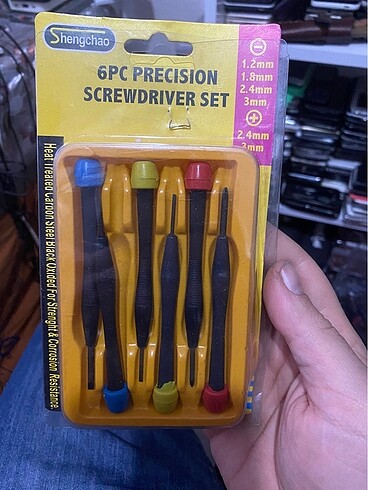 Shengchao
6PC PRECISION
SCREWDRIVER SET
1.2mm
1.8mm
2.4mm
3mm
2.4mm
3mm
Heat Treated Carbon Steel Black Oxided For Strenght & Corrosion Resistance.